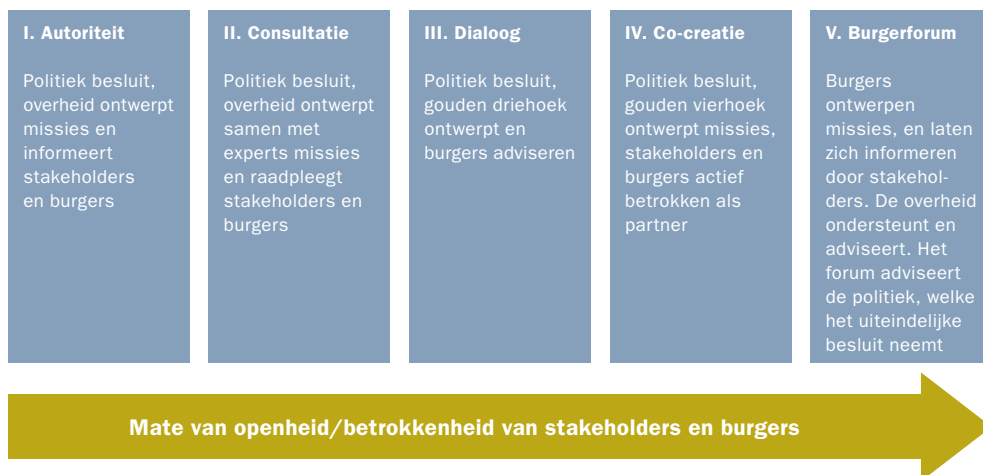 I. Autoriteit
Politiek besluit,
overheid ontwerpt
missies en
informeert
stakeholders
en burgers
II. Consultatie
Politiek besluit,
overheid ontwerpt
samen met
experts missies
en raadpleegt
stakeholders en
burgers
III. Dialoog
Politiek besluit,
gouden driehoek
ontwerpt en
burgers adviseren
IV. Co-creatie
Politiek besluit,
gouden vierhoek
ontwerpt missies,
stakeholders en
burgers actief
betrokken als
partner
V. Burgerforum
Burgers
ontwerpen
missies, en laten
zich informeren
door stakehol-
ders. De overheid
ondersteunt en
adviseert. Het
forum adviseert
de politiek, welke
het uiteindelijke
besluit neemt
Mate van openheid/betrokkenheid van stakeholders en burgers